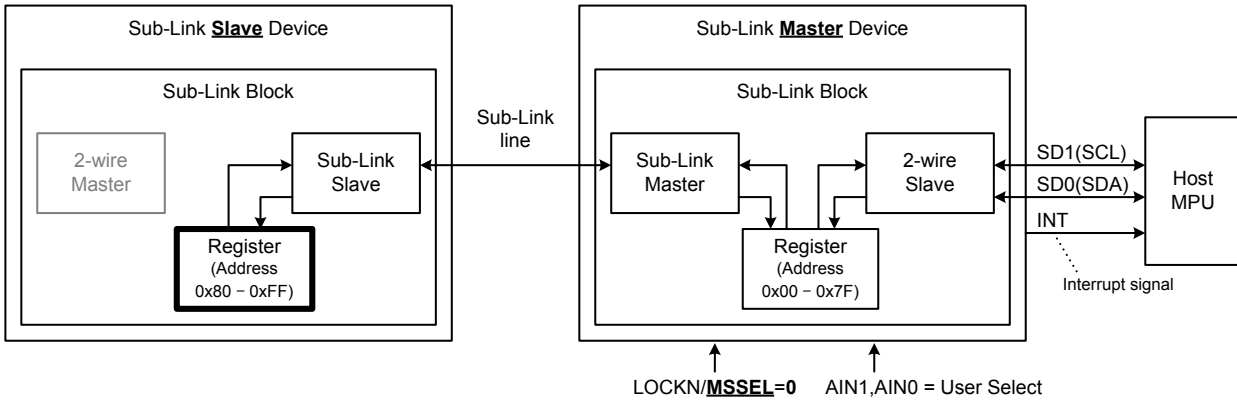 Sub-Link Slave Device
Sub-Link Block
2-wire
Master
Sub-Link
Slave
Register
(Address
0x80 – 0xFF)
Sub-Link
line
Sub-Link Master Device
Sub-Link Block
Sub-Link
Master
2-wire
Slave
Register
(Address
0x00 – 0x7F)
SD1(SCL)
SD0(SDA)
INT
Host
MPU
Interrupt signal
LOCKN/MSSEL=0
AIN1,AIN0 = User Select